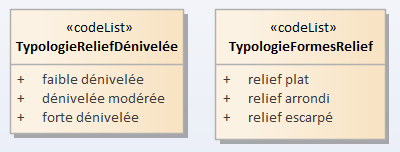 «codeList»
TypologieReliefDénivelée
+ faible dénivelée
+ dénivelée modérée
+ forte dénivelée
«codeList»
TypologieFormesRelief
+ relief plat
+ relief arrondi
+ relief escarpé